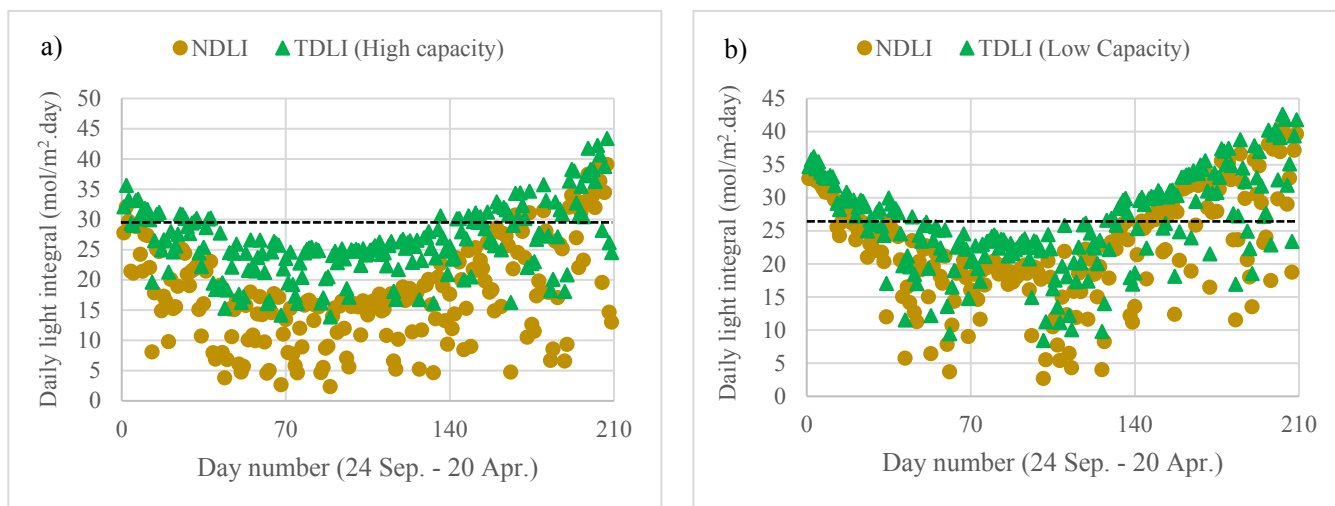 a)
NDLI
TDLI (High capacity)
Daily light integral (mol/m².day)
50
45
40
35
30
25
20
15
10
5
0
0 70 140 210
Day number (24 Sep. - 20 Apr.)
b)
NDLI
TDLI (Low Capacity)
Daily light integral (mol/m².day)
45
40
35
30
25
20
15
10
5
0
0 70 140 210
Day number (24 Sep. - 20 Apr.)